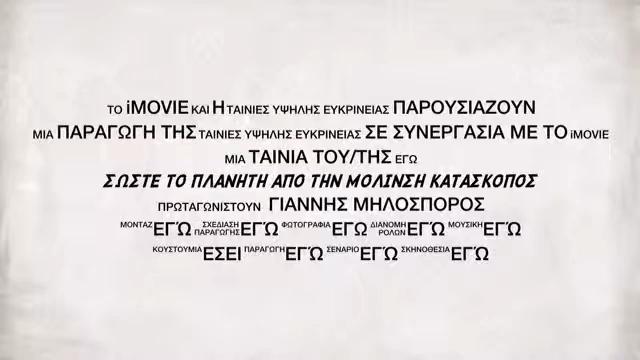 ΤΟ iMOVIE ΚΑΙ Η ΤΑΙΝΙΕΣ ΥΨΗΛΗΣ ΕΥΚΡΙΝΕΙΑΣ ΠΑΡΟΥΣΙΑΖΟΥΝ
ΜΙΑ ΠΑΡΑΓΩΓΗ ΤΗΣ ΤΑΙΝΙΕΣ ΥΨΗΛΗΣ ΕΥΚΡΙΝΕΙΑΣ ΣΕ ΣΥΝΕΡΓΑΣΙΑ ΜΕ ΤΟ iMOVIE
ΜΙΑ ΤΑΙΝΙΑ ΤΟΥ/ΤΗΣ ΕΓΩ
ΣΩΣΤΕ ΤΟ ΠΛΑΝΗΤΗ ΑΠΟ ΤΗΝ ΜΟΛΙΝΣΗ ΚΑΤΑΣΚΟΠΟΣ
ΠΡΩΤΑΓΩΝΙΣΤΟΥΝ ΓΙΑΝΝΗΣ ΜΗΛΟΣΠΟΡΟΣ
ΜΟΝΤΑΖ ΕΓΏ ΣΧΕΔΙΑΣΗ ΠΑΡΑΓΩΓΗΣ ΕΓΏ ΦΩΤΟΓΡΑΦΙΑ ΕΓΏ ΔΙΑΝΟΜΗ ΡΟΛΩΝ ΕΓΏ ΜΟΥΣΙΚΗ ΕΓΏ
ΚΟΥΣΤΟΥΜΙΑ ΕΣΕΙ ΠΑΡΑΓΩΓΗ ΕΓΏ ΣΕΝΑΡΙΟ ΕΓΏ ΣΚΗΝΟΘΕΣΙΑ ΕΓΏ